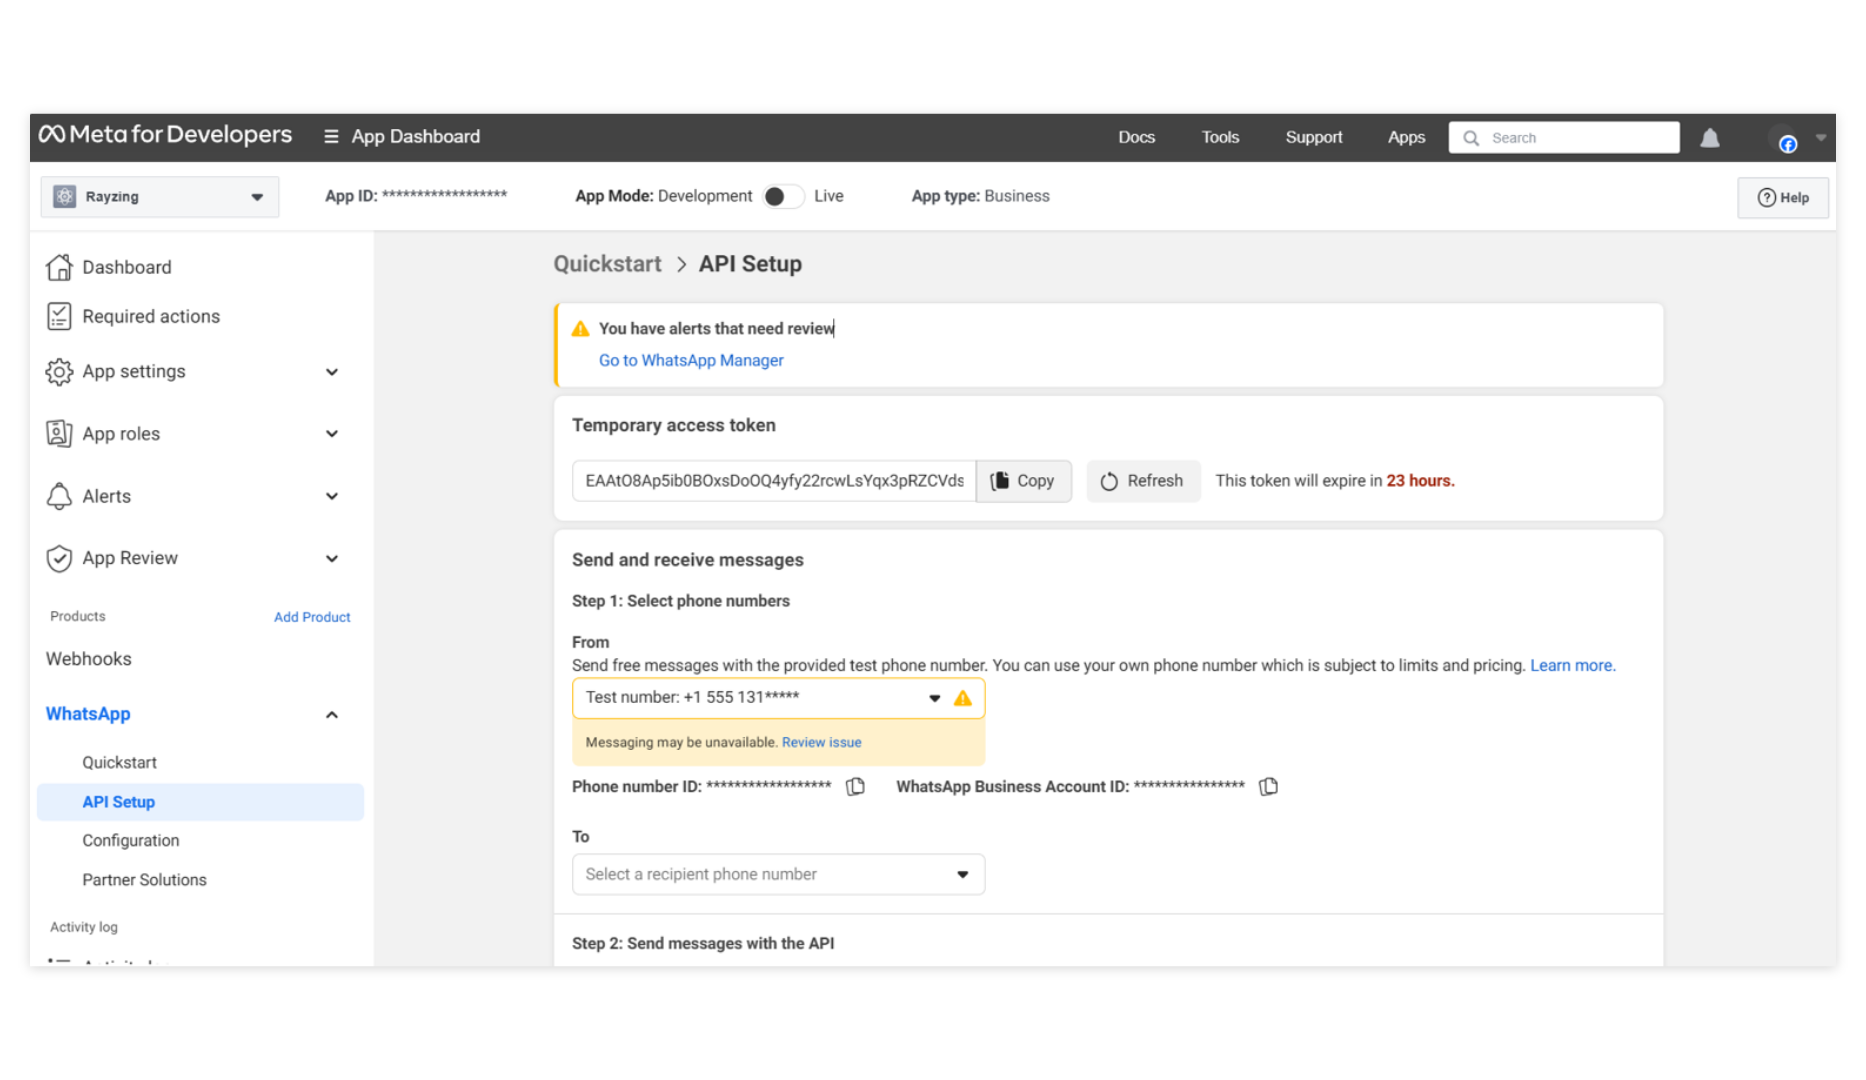 Meta for Developers
App Dashboard
Docs
Tools
Support
Apps
Search
Rayzing
App ID: ******************
App Mode: Development
Live
App type: Business
Help
Dashboard
Required actions
App settings
App roles
Alerts
App Review
Products
Add Product
Webhooks
WhatsApp
Quickstart
API Setup
Configuration
Partner Solutions
Activity log
Quickstart > API Setup
You have alerts that need review
Go to WhatsApp Manager
Temporary access token
EAAtO8Ap5ib0BOxsDoOQ4yfy22rcwLsYqx3pRZCVds
Copy
Refresh
This token will expire in 23 hours.
Send and receive messages
Step 1: Select phone numbers
From
Send free messages with the provided test phone number. You can use your own phone number which is subject to limits and pricing. Learn more.
Test number: +1 555 131*****
Messaging may be unavailable. Review issue
Phone number ID: ******************
WhatsApp Business Account ID: ****************
To
Select a recipient phone number
Step 2: Send messages with the API